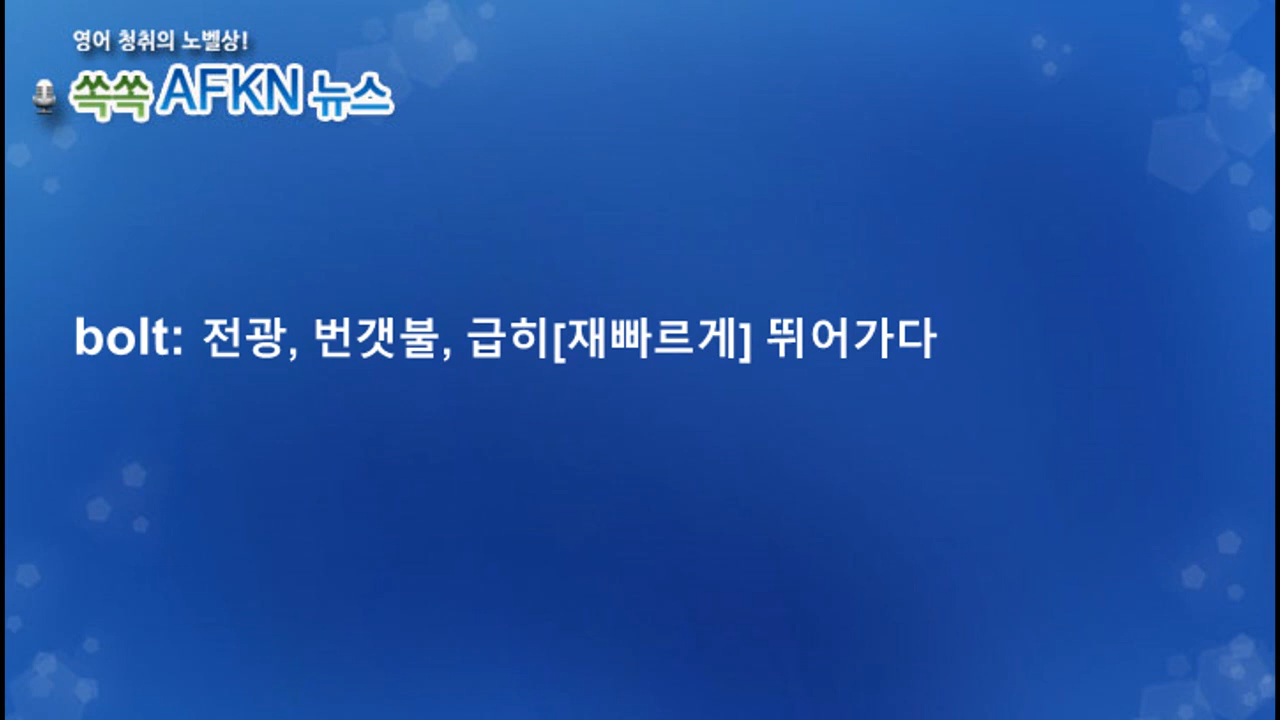 영어 청취의 노벨상!
쏙쏙 AFKN 뉴스
bolt: 전광, 번갯불, 급히[재빠르게] 뛰어가다